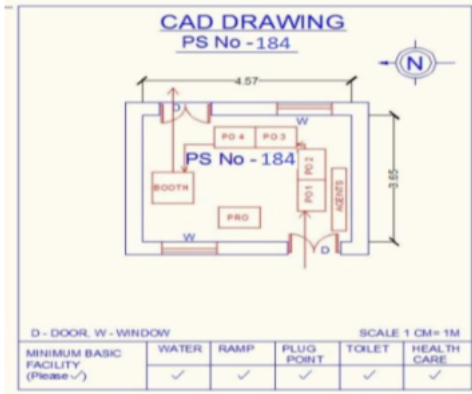 CAD DRAWING
PS No -184
N
4.57
D
W
PO 4 PO 3
PS No - 184
PO 2
BOOTH
PO 1
AGENTS
3.65
PRO
W
D
D - DOOR, W - WINDOW
SCALE 1 CM= 1M
MINIMUM BASIC FACILITY (Please ✓)
WATER
RAMP
PLUG POINT
TOILET
HEALTH CARE
✓ ✓ ✓ ✓ ✓